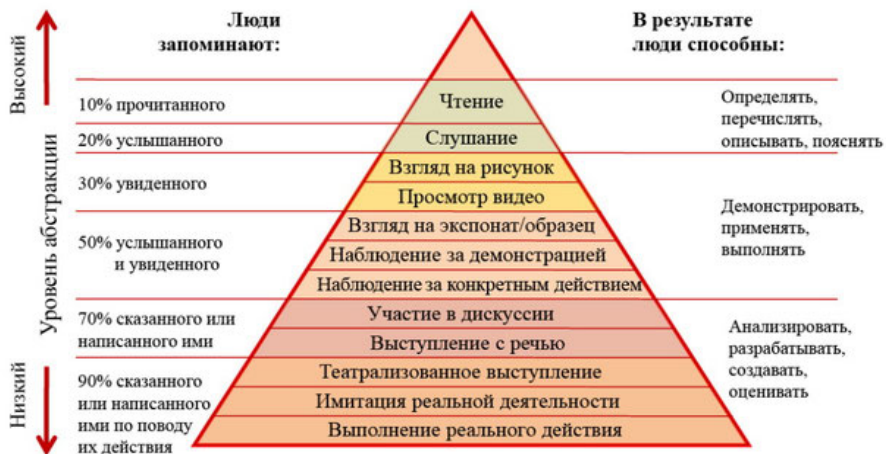 Люди
запоминают:
В результате
люди способны:
Высокий
Уровень абстракции
Низкий
10% прочитанного
20% услышанного
30% увиденного
50% услышанного
и увиденного
70% сказанного или
написанного ими
90% сказанного
или написанного
ими по поводу
их действия
Чтение
Слушание
Взгляд на рисунок
Просмотр видео
Взгляд на экспонат/образец
Наблюдение за демонстрацией
Наблюдение за конкретным действием
Участие в дискуссии
Выступление с речью
Театрализованное выступление
Имитация реальной деятельности
Выполнение реального действия
Определять,
перечислять,
описывать, пояснять
Демонстрировать,
применять,
выполнять
Анализировать,
разрабатывать,
создавать,
оценивать